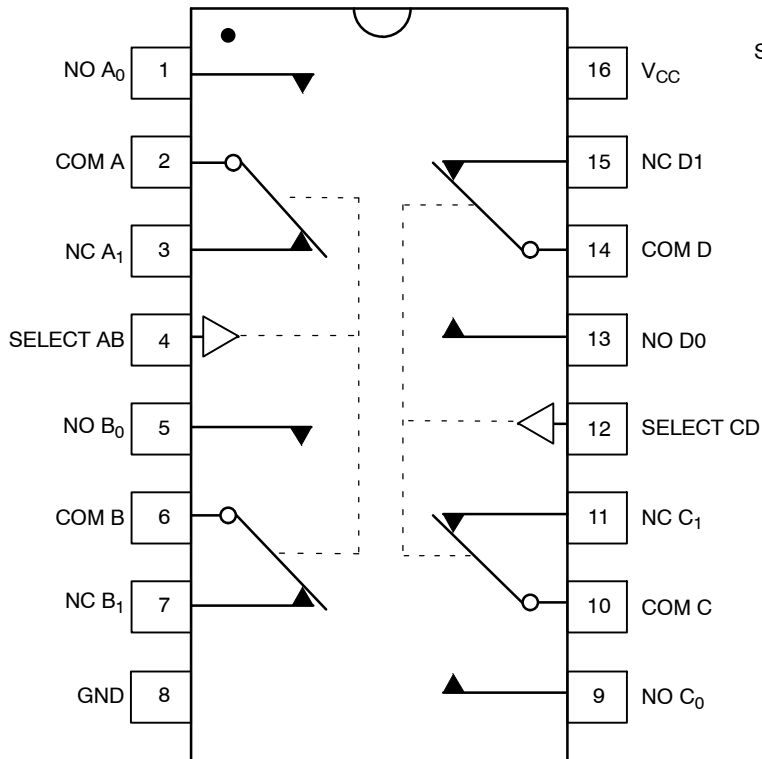 NO A₀ 1
COM A 2
NC A₁ 3
SELECT AB 4
NO B₀ 5
COM B 6
NC B₁ 7
GND 8
16 V_CC
15 NC D1
14 COM D
13 NO D0
12 SELECT CD
11 NC C₁
10 COM C
9 NO C₀